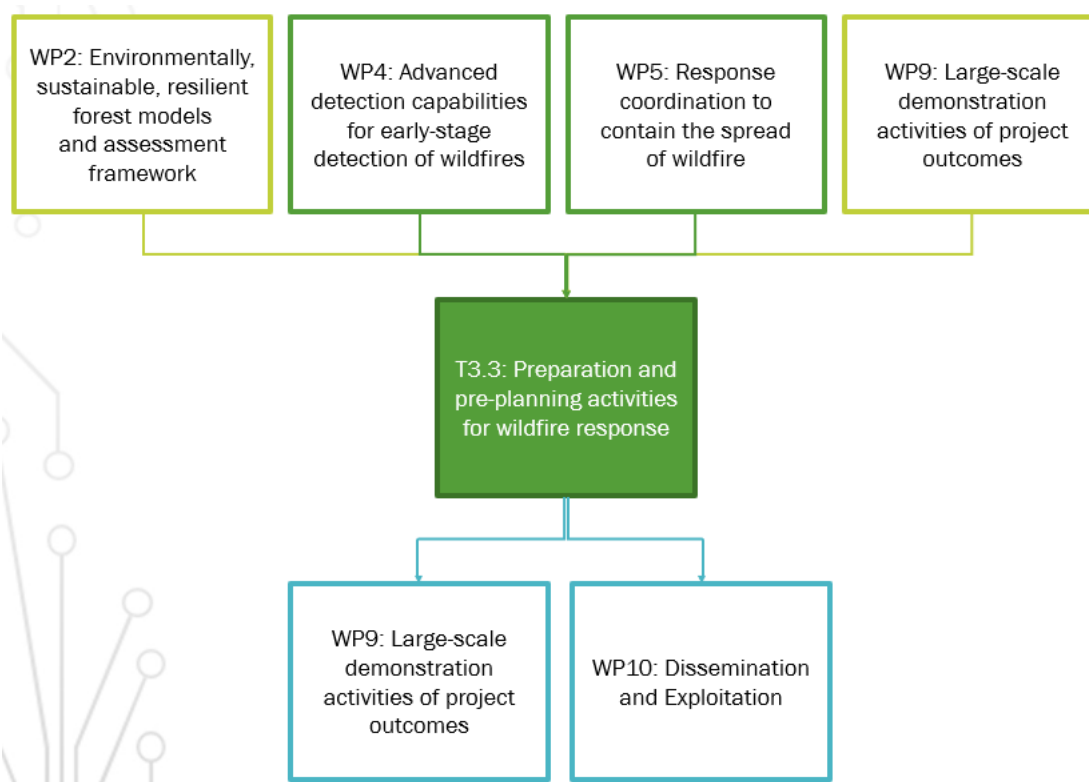 WP2: Environmentally,
sustainable, resilient
forest models
and assessment
framework
WP4: Advanced
detection capabilities
for early-stage
detection of wildfires
WP5: Response
coordination to
contain the spread
of wildfire
WP9: Large-scale
demonstration
activities of project
outcomes
T3.3: Preparation and
pre-planning activities
for wildfire response
WP9: Large-scale
demonstration
activities of project
outcomes
WP10: Dissemination
and Exploitation